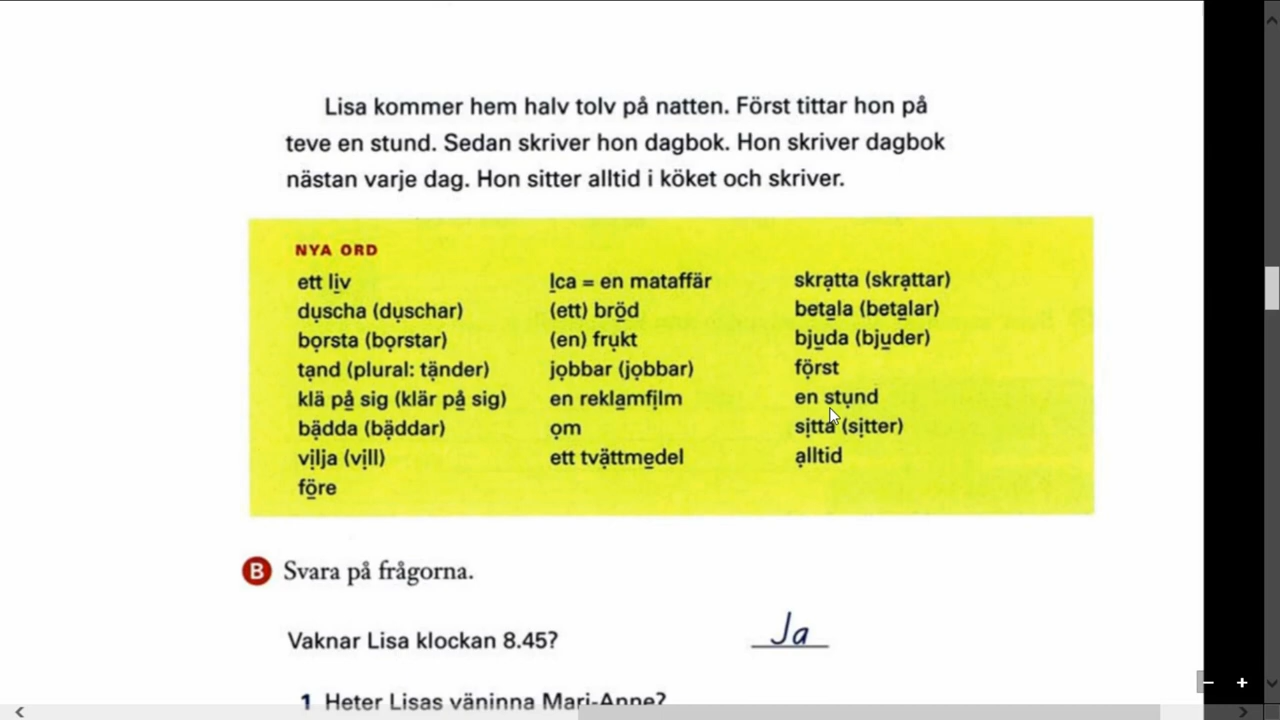 Lisa kommer hem halv tolv på natten. Först tittar hon på
teve en stund. Sedan skriver hon dagbok. Hon skriver dagbok
nästan varje dag. Hon sitter alltid i köket och skriver.
NYA ORD
ett liv
duscha (duschar)
borsta (borstar)
tand (plural: tänder)
klä på sig (klär på sig)
bädda (bäddar)
vilja (vill)
före
Ica = en mataffär
(ett) bröd
(en) frukt
jobbar (jobbar)
en reklamfilm
om
ett tvättmedel
skratta (skrattar)
betala (betalar)
bjuda (bjuder)
först
en stund
sitta (sitter)
alltid
B Svara på frågorna.
Vaknar Lisa klockan 8.45? Ja
1 Heter Lisas väninna Mari-Anne?